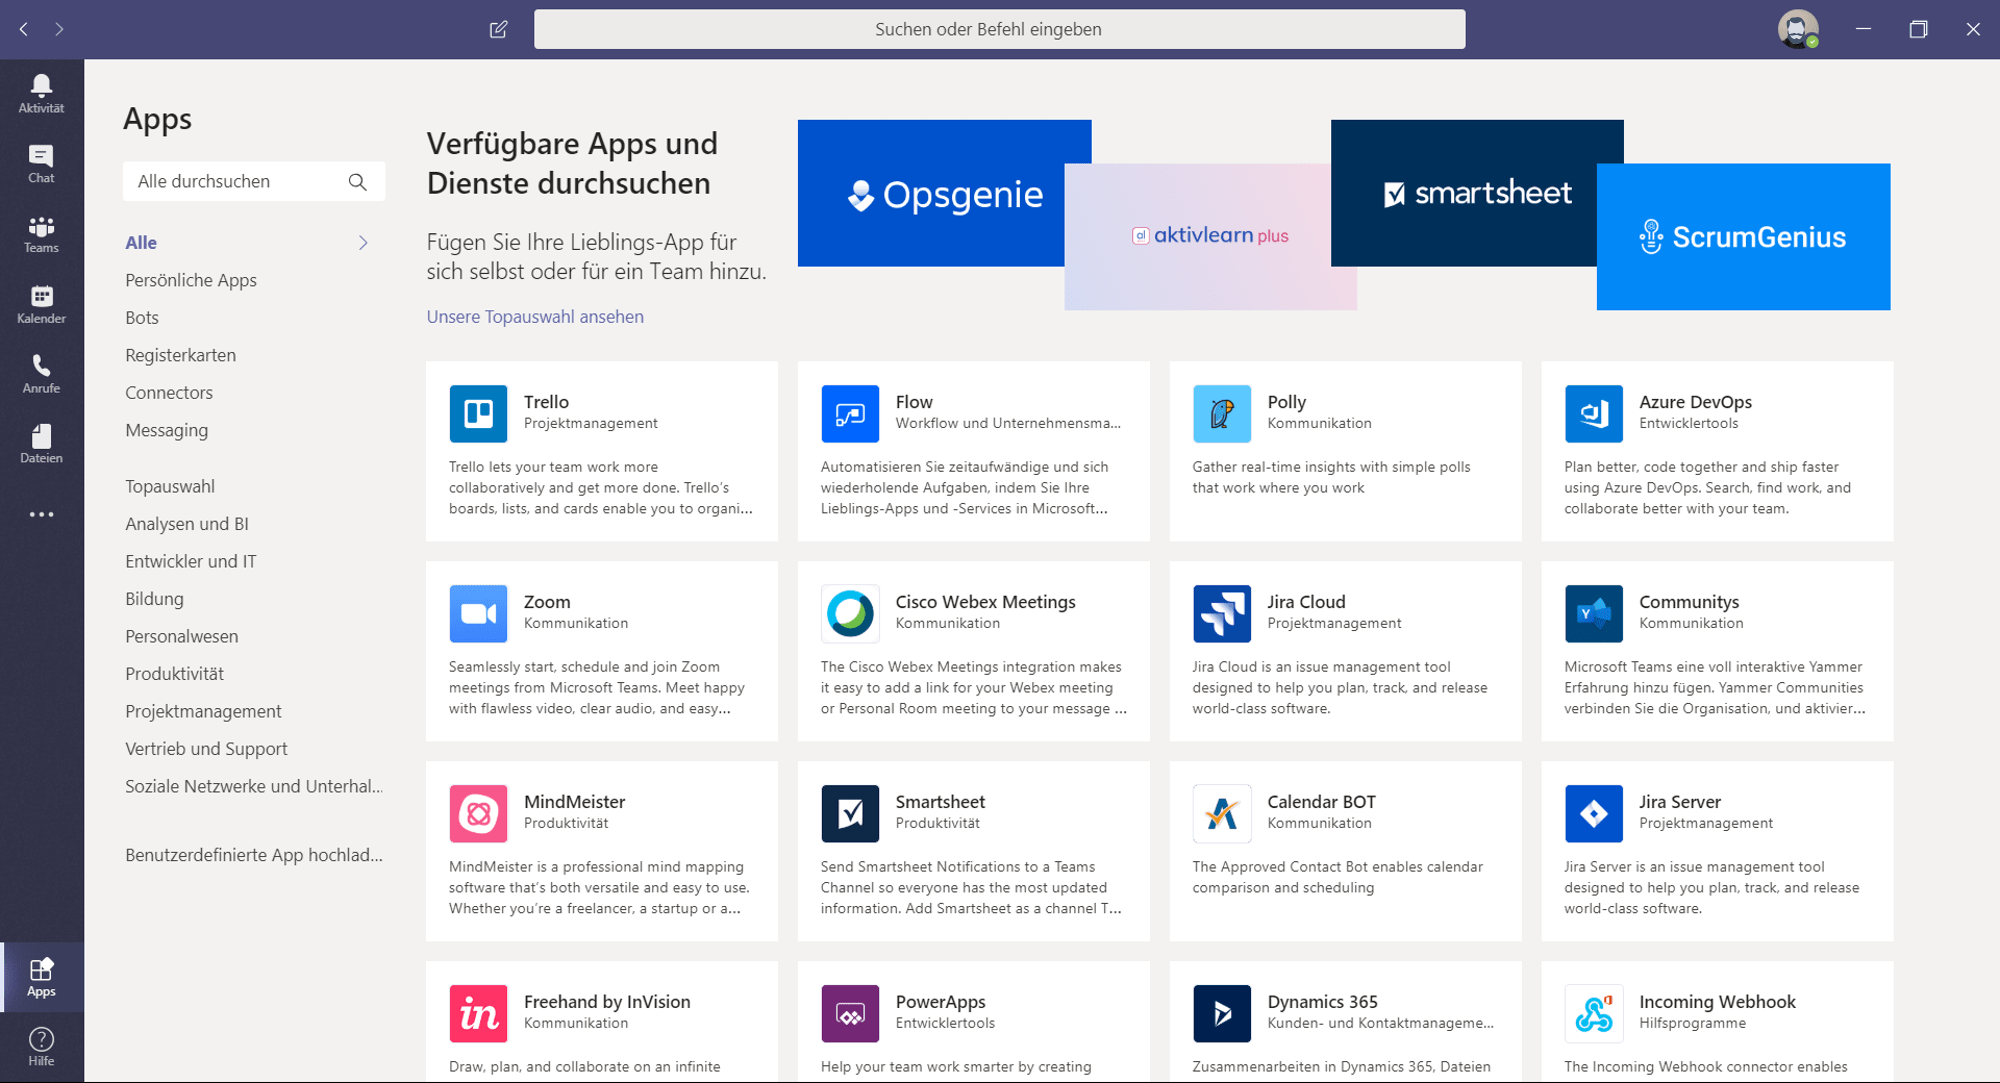 Suchen oder Befehl eingeben
Aktivität
Chat
Teams
Kalender
Anrufe
Dateien
Apps
Hilfe
Apps
Alle durchsuchen
Alle
Persönliche Apps
Bots
Registerkarten
Connectors
Messaging
Topauswahl
Analysen und BI
Entwickler und IT
Bildung
Personalwesen
Produktivität
Projektmanagement
Vertrieb und Support
Soziale Netzwerke und Unterhal...
Benutzerdefinierte App hochlad...
Verfügbare Apps und
Dienste durchsuchen
Fügen Sie Ihre Lieblings-App für
sich selbst oder für ein Team hinzu.
Unsere Topauswahl ansehen
Opsgenie
al aktivlearn plus
smartsheet
ScrumGenius
Trello
Projektmanagement
Trello lets your team work more
collaboratively and get more done. Trello's
boards, lists, and cards enable you to organi...
Flow
Workflow und Unternehmensma...
Automatisieren Sie zeitaufwändige und sich
wiederholende Aufgaben, indem Sie Ihre
Lieblings-Apps und -Services in Microsoft...
Polly
Kommunikation
Gather real-time insights with simple polls
that work where you work
Azure DevOps
Entwicklertools
Plan better, code together and ship faster
using Azure DevOps. Search, find work, and
collaborate better with your team.
Zoom
Kommunikation
Seamlessly start, schedule and join Zoom
meetings from Microsoft Teams. Meet happy
with flawless video, clear audio, and easy...
Cisco Webex Meetings
Kommunikation
The Cisco Webex Meetings integration makes
it easy to add a link for your Webex meeting
or Personal Room meeting to your message ...
Jira Cloud
Projektmanagement
Jira Cloud is an issue management tool
designed to help you plan, track, and release
world-class software.
Y
Communitys
Kommunikation
Microsoft Teams eine voll interaktive Yammer
Erfahrung hinzu fügen. Yammer Communities
verbinden Sie die Organisation, und aktivier...
MindMeister
Produktivität
MindMeister is a professional mind mapping
software that's both versatile and easy to use.
Whether you're a freelancer, a startup or a...
Smartsheet
Produktivität
Send Smartsheet Notifications to a Teams
Channel so everyone has the most updated
information. Add Smartsheet as a channel T...
Calendar BOT
Kommunikation
The Approved Contact Bot enables calendar
comparison and scheduling
Jira Server
Projektmanagement
Jira Server is an issue management tool
designed to help you plan, track, and release
world-class software.
in
Freehand by InVision
Kommunikation
Draw, plan, and collaborate on an infinite
PowerApps
Entwicklertools
Help your team work smarter by creating
Dynamics 365
Kunden- und Kontaktmanageme...
Zusammenarbeiten in Dynamics 365, Dateien
Incoming Webhook
Hilfsprogramme
The Incoming Webhook connector enables